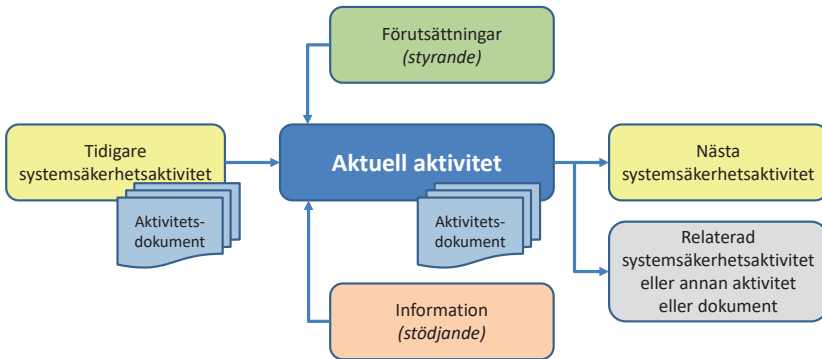 Förutsättningar
(styrande)
Tidigare
systemsäkerhetsaktivitet
Aktivitets-
dokument
Aktuell aktivitet
Aktivitets-
dokument
Nästa
systemsäkerhetsaktivitet
Relaterad
systemsäkerhetsaktivitet
eller annan aktivitet
eller dokument
Information
(stödjande)